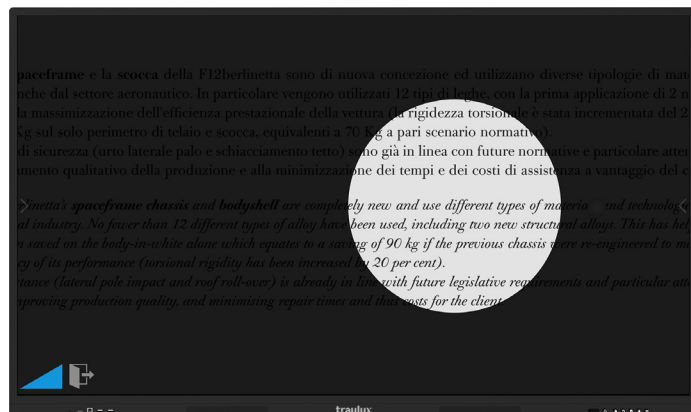 paceframe e la scocca della F12berlinetta sono di nuova concezione ed utilizzano diverse tipologie di mat
nche dal settore aeronautico. In particolare vengono utilizzati 12 tipi di leghe, con la prima applicazione di 2 n
la massimizzazione dell'efficienza prestazionale della vettura (la rigidezza torsionale è stata incrementata del 2
Kg sul solo perimetro di telaio e scocca, equivalenti a 70 Kg a pari scenario normativo).
di sicurezza (urto laterale palo e schiacciamento tetto) sono già in linea con future normative e particolare atten
amento qualitativo della produzione e alla minimizzazione dei tempi e dei costi di assistenza a vantaggio del c
rlinetta's spaceframe chassis and bodyshell are completely new and use different types of materia nd technolog
al industry. No fewer than 12 different types of alloy have been used, including two new structural alloys. This has hel
n saved on the body-in-white alone which equates to a saving of 90 kg if the previous chassis were re-engineered to me
cy of its performance (torsional rigidity has been increased by 20 per cent).
tance (lateral pole impact and roof roll-over) is already in line with future legislative requirements and particular atte
mproving production quality, and minimising repair times and thus costs for the client.
traulux